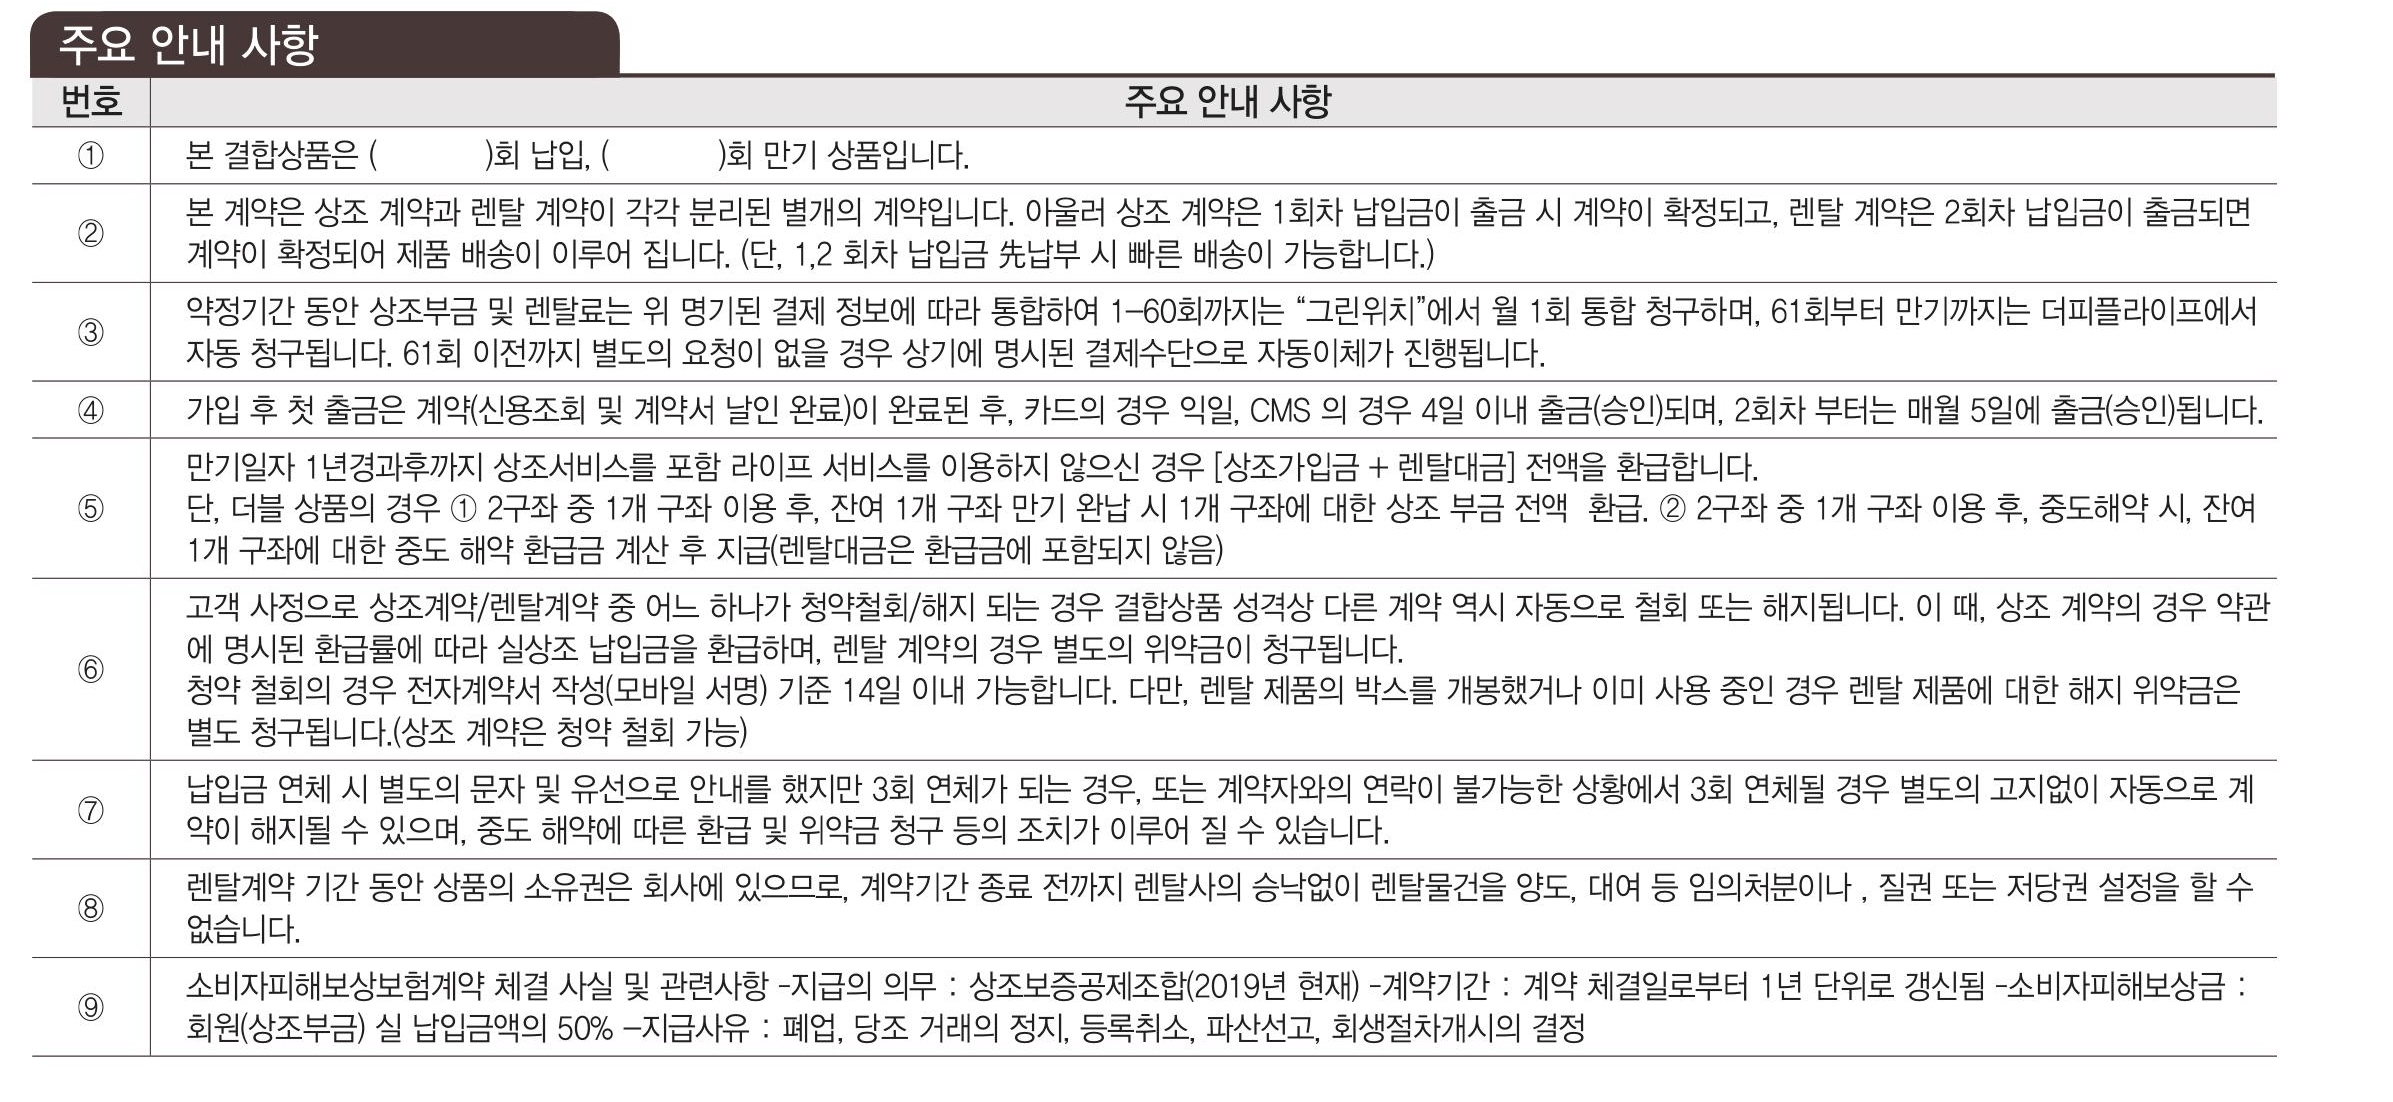 주요 안내 사항
번호 주요 안내 사항
① 본 결합상품은 ( )회 납입, ( )회 만기 상품입니다.
② 본 계약은 상조 계약과 렌탈 계약이 각각 분리된 별개의 계약입니다. 아울러 상조 계약은 1회차 납입금이 출금 시 계약이 확정되고, 렌탈 계약은 2회차 납입금이 출금되면
계약이 확정되어 제품 배송이 이루어 집니다. (단, 1,2 회차 납입금 先납부 시 빠른 배송이 가능합니다.)
③ 약정기간 동안 상조부금 및 렌탈료는 위 명기된 결제 정보에 따라 통합하여 1–60회까지는 “그린위치”에서 월 1회 통합 청구하며, 61회부터 만기까지는 더피플라이프에서
자동 청구됩니다. 61회 이전까지 별도의 요청이 없을 경우 상기에 명시된 결제수단으로 자동이체가 진행됩니다.
④ 가입 후 첫 출금은 계약(신용조회 및 계약서 날인 완료)이 완료된 후, 카드의 경우 익일, CMS 의 경우 4일 이내 출금(승인)되며, 2회차 부터는 매월 5일에 출금(승인)됩니다.
⑤ 만기일자 1년경과후까지 상조서비스를 포함 라이프 서비스를 이용하지 않으신 경우 [상조가입금 + 렌탈대금] 전액을 환급합니다.
단, 더블 상품의 경우 ① 2구좌 중 1개 구좌 이용 후, 잔여 1개 구좌 만기 완납 시 1개 구좌에 대한 상조 부금 전액 환급. ② 2구좌 중 1개 구좌 이용 후, 중도해약 시, 잔여
1개 구좌에 대한 중도 해약 환급금 계산 후 지급(렌탈대금은 환급금에 포함되지 않음)
⑥ 고객 사정으로 상조계약/렌탈계약 중 어느 하나가 청약철회/해지 되는 경우 결합상품 성격상 다른 계약 역시 자동으로 철회 또는 해지됩니다. 이 때, 상조 계약의 경우 약관
에 명시된 환급률에 따라 실상조 납입금을 환급하며, 렌탈 계약의 경우 별도의 위약금이 청구됩니다.
청약 철회의 경우 전자계약서 작성(모바일 서명) 기준 14일 이내 가능합니다. 다만, 렌탈 제품의 박스를 개봉했거나 이미 사용 중인 경우 렌탈 제품에 대한 해지 위약금은
별도 청구됩니다.(상조 계약은 청약 철회 가능)
⑦ 납입금 연체 시 별도의 문자 및 유선으로 안내를 했지만 3회 연체가 되는 경우, 또는 계약자와의 연락이 불가능한 상황에서 3회 연체될 경우 별도의 고지없이 자동으로 계
약이 해지될 수 있으며, 중도 해약에 따른 환급 및 위약금 청구 등의 조치가 이루어 질 수 있습니다.
⑧ 렌탈계약 기간 동안 상품의 소유권은 회사에 있으므로, 계약기간 종료 전까지 렌탈사의 승낙없이 렌탈물건을 양도, 대여 등 임의처분이나 , 질권 또는 저당권 설정을 할 수
없습니다.
⑨ 소비자피해보상보험계약 체결 사실 및 관련사항 -지급의 의무 : 상조보증공제조합(2019년 현재) -계약기간 : 계약 체결일로부터 1년 단위로 갱신됨 -소비자피해보상금 :
회원(상조부금) 실 납입금액의 50% –지급사유 : 폐업, 당조 거래의 정지, 등록취소, 파산선고, 회생절차개시의 결정